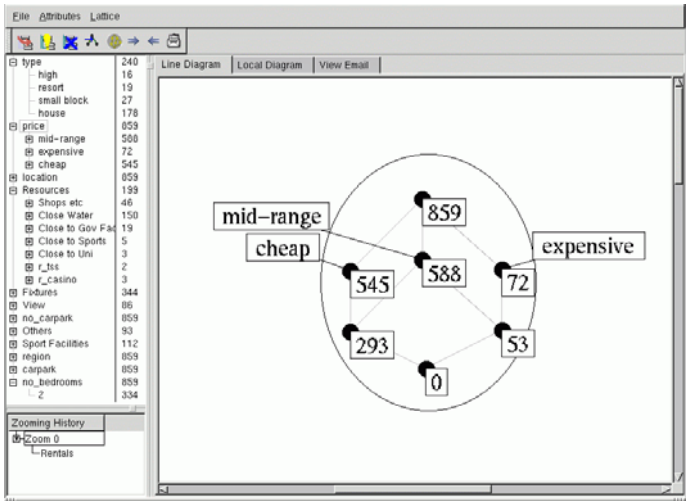 File Attributes Lattice
type 240
high 16
resort 19
small block 27
house 178
price 859
mid-range 588
expensive 72
cheap 545
location 859
Resources 199
Shops etc 46
Close Water 150
Close to Gov Fac 19
Close to Sports 5
Close to Uni 3
r_tss 2
r_casino 3
Fixtures 344
View 86
no_carpark 859
Others 93
Sport Facilities 112
region 859
carpark 859
no_bedrooms 859
2 334
Zooming History
Zoom 0
Rentals
Line Diagram Local Diagram View Email
859
mid-range
cheap
expensive
588
545
72
293
53
0